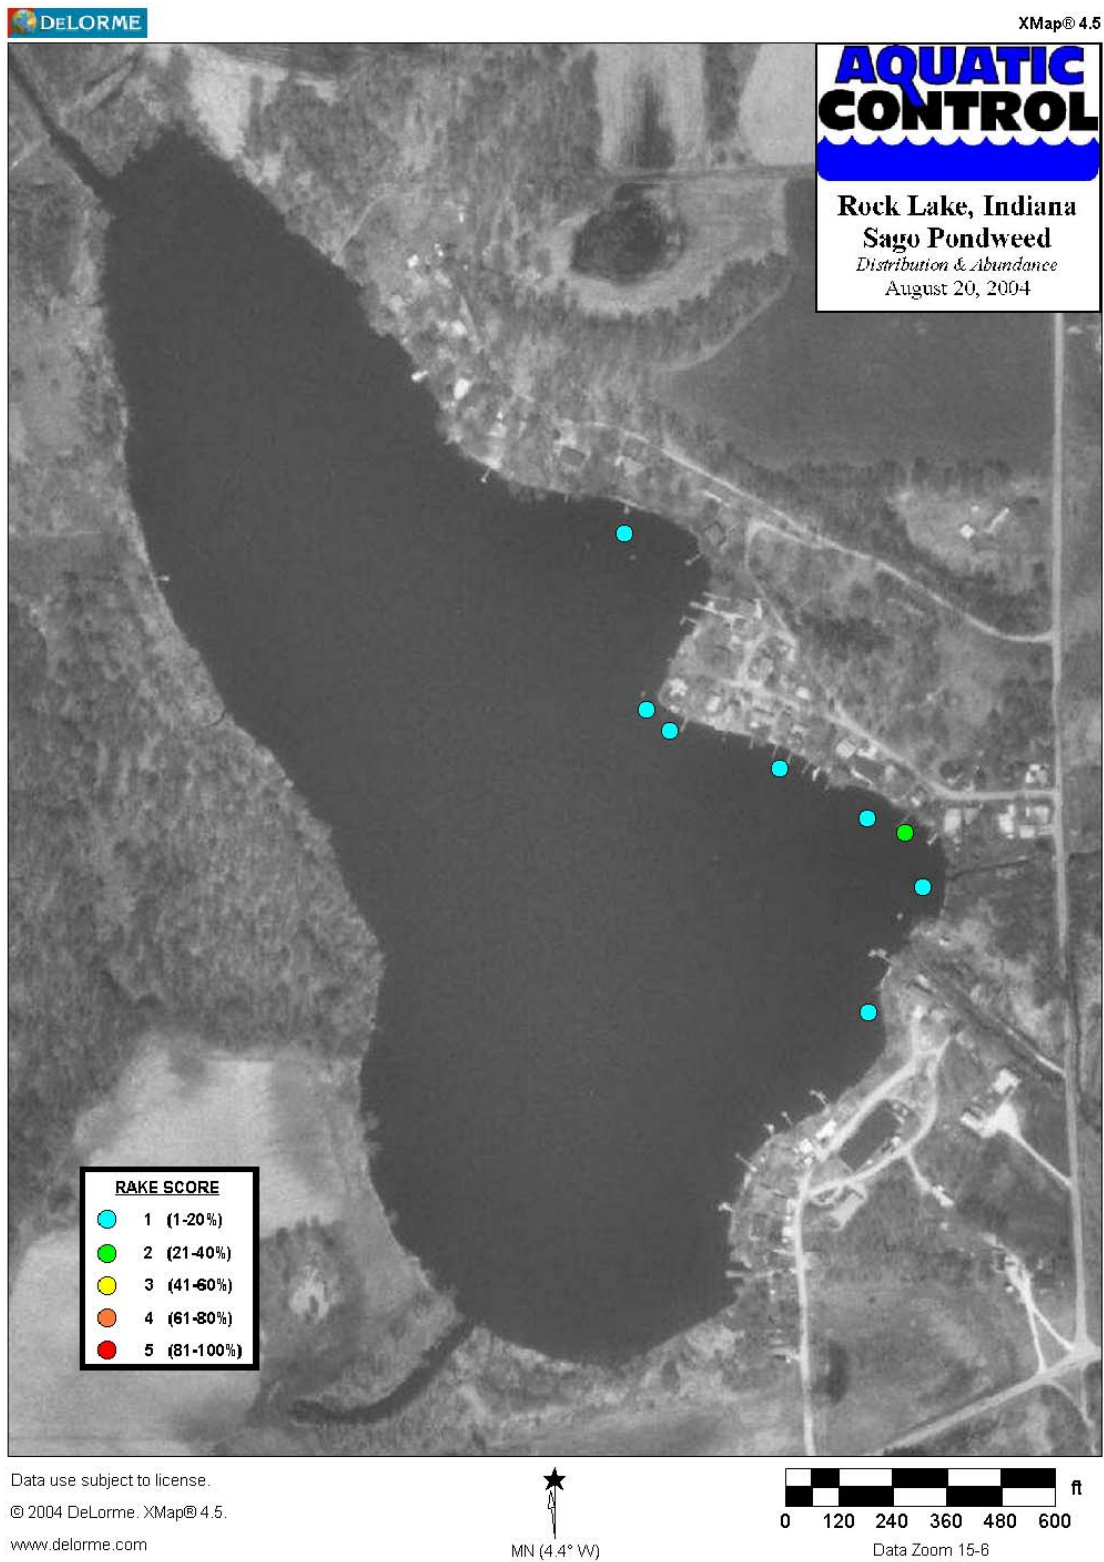 DELORME
XMap® 4.5
AQUATIC
CONTROL
Rock Lake, Indiana
Sago Pondweed
Distribution & Abundance
August 20, 2004
RAKE SCORE
1 (1-20%)
2 (21-40%)
3 (41-60%)
4 (61-80%)
5 (81-100%)
Data use subject to license.
© 2004 DeLorme. XMap® 4.5.
www.delorme.com
MN (4.4° W)
ft
0 120 240 360 480 600
Data Zoom 15-6